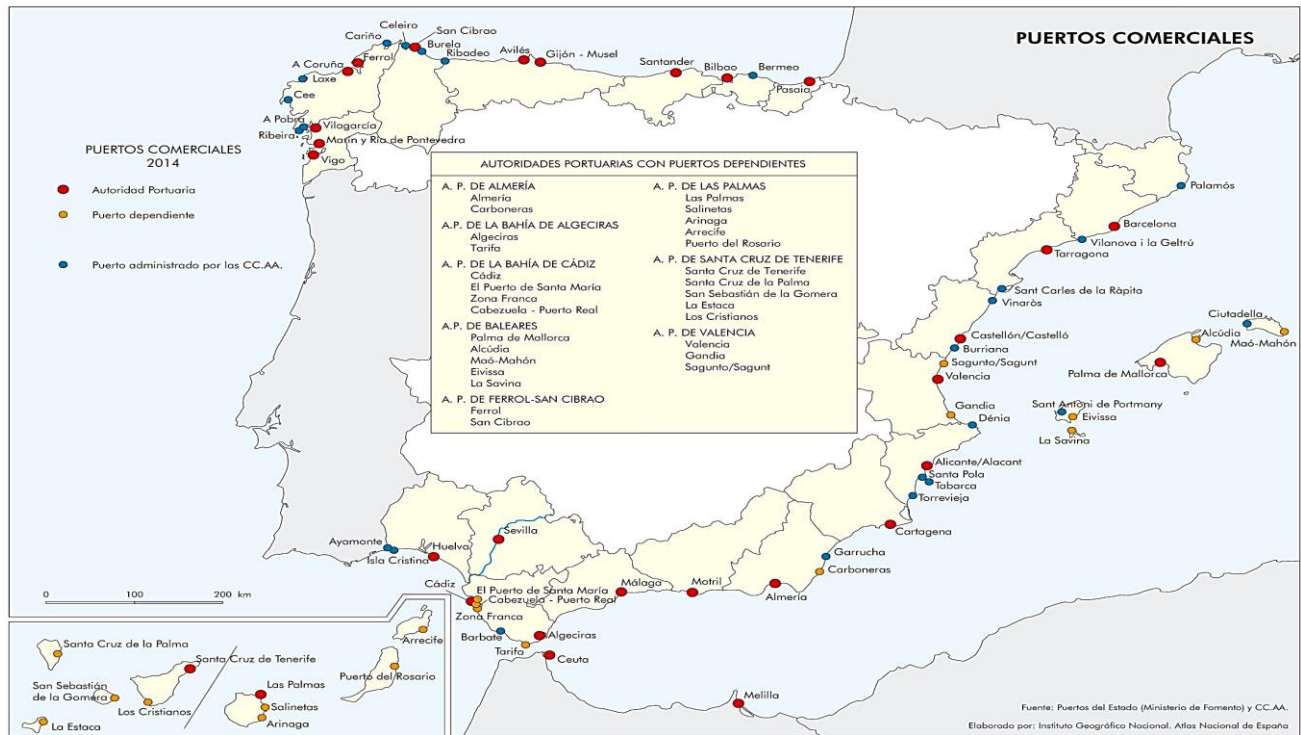 PUERTOS COMERCIALES
PUERTOS COMERCIALES
2014
Autoridad Portuaria
Puerto dependiente
Puerto administrado por las CC.AA.
Celeiro
Cariño
San Cibrao
Burela
Ribadeo
Ferrol
A Coruña
Laxe
Cee
A Pobra
Ribeira
Vilagarcía
Marín y Ría de Pontevedra
Vigo
Avilés
Gijón - Musel
Santander
Bilbao
Bermeo
Pasaia
AUTORIDADES PORTUARIAS CON PUERTOS DEPENDIENTES
A. P. DE ALMERÍA
Almería
Carboneras
A.P. DE LA BAHÍA DE ALGECIRAS
Algeciras
Tarifa
A. P. DE LA BAHÍA DE CÁDIZ
Cádiz
El Puerto de Santa María
Zona Franca
Cabezuela - Puerto Real
A.P. DE BALEARES
Palma de Mallorca
Alcúdia
Maó-Mahón
Eivissa
La Savina
A. P. DE FERROL-SAN CIBRAO
Ferrol
San Cibrao
A. P. DE LAS PALMAS
Las Palmas
Salinetas
Arinaga
Arrecife
Puerto del Rosario
A. P. DE SANTA CRUZ DE TENERIFE
Santa Cruz de Tenerife
Santa Cruz de la Palma
San Sebastián de la Gomera
La Estaca
Los Cristianos
A. P. DE VALENCIA
Valencia
Gandia
Sagunto/Sagunt
Palamós
Barcelona
Vilanova i la Geltrú
Tarragona
Sant Carles de la Ràpita
Vinaròs
Castellón/Castelló
Burriana
Sagunto/Sagunt
Valencia
Gandia
Dénia
Ciutadella
Alcúdia
Maó-Mahón
Palma de Mallorca
Sant Antoni de Portmany
Eivissa
La Savina
Alicante/Alacant
Santa Pola
Tabarca
Torrevieja
Cartagena
Garrucha
Carboneras
Almería
Motril
Málaga
Sevilla
Ayamonte
Isla Cristina
Huelva
Cádiz
El Puerto de Santa María
Cabezuela - Puerto Real
Zona Franca
Barbate
Tarifa
Algeciras
Ceuta
Melilla
0 100 200 km
Santa Cruz de la Palma
Santa Cruz de Tenerife
San Sebastián
de la Gomera
Los Cristianos
La Estaca
Las Palmas
Salinetas
Arinaga
Arrecife
Puerto del Rosario
Fuente: Puertos del Estado (Ministerio de Fomento) y CC.AA.
Elaborado por: Instituto Geográfico Nacional. Atlas Nacional de España